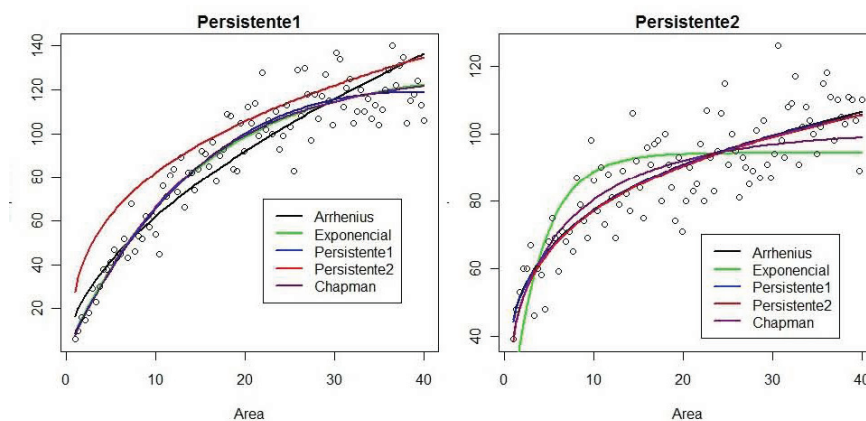 Persistente1
140
120
100
80
60
40
20
0
10
20
30
40
Area
Arrhenius
Exponencial
Persistente1
Persistente2
Chapman
Persistente2
120
100
80
60
40
0
10
20
30
40
Area
Arrhenius
Exponencial
Persistente1
Persistente2
Chapman